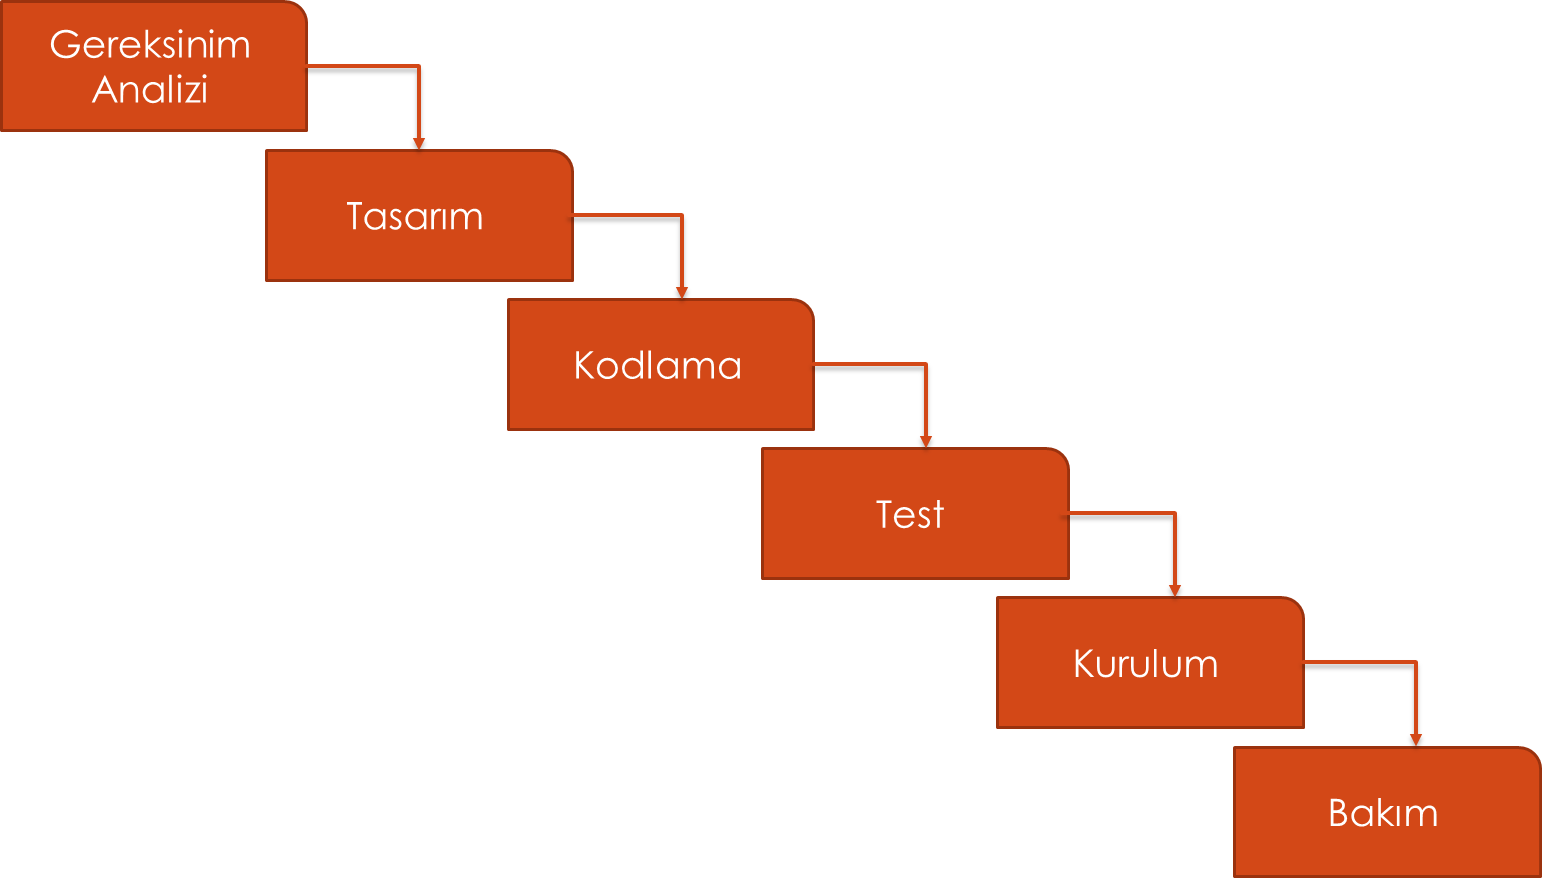 Gereksinim
Analizi
Tasarım
Kodlama
Test
Kurulum
Bakım